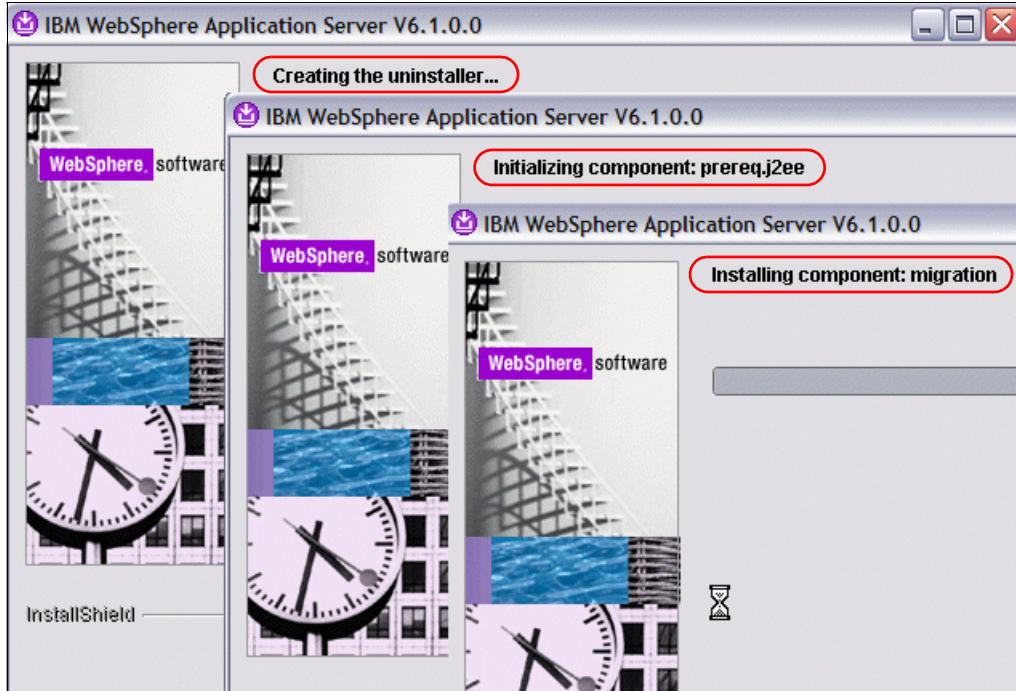 IBM WebSphere Application Server V6.1.0.0
Creating the uninstaller...
WebSphere. software
InstallShield
IBM WebSphere Application Server V6.1.0.0
Initializing component: prereq.j2ee
WebSphere. software
IBM WebSphere Application Server V6.1.0.0
Installing component: migration
WebSphere. software